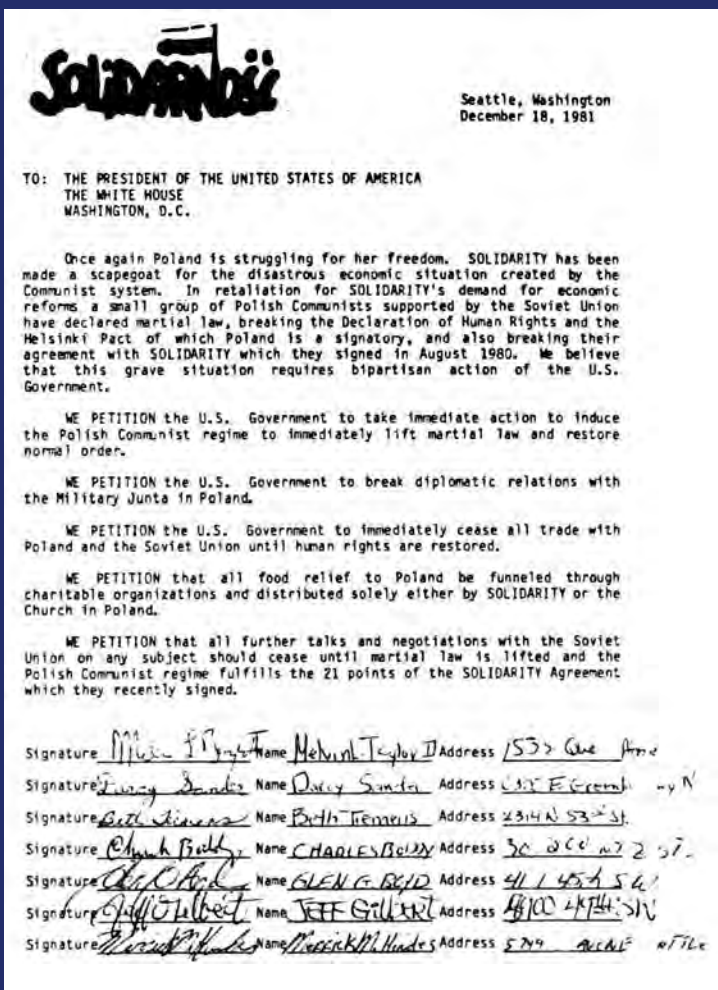 SOLIDARNOŚĆ
Seattle, Washington
December 18, 1981
TO: THE PRESIDENT OF THE UNITED STATES OF AMERICA
THE WHITE HOUSE
WASHINGTON, D.C.
Once again Poland is struggling for her freedom. SOLIDARITY has been
made a scapegoat for the disastrous economic situation created by the
Communist system. In retaliation for SOLIDARITY's demand for economic
reforms a small group of Polish Communists supported by the Soviet Union
have declared martial law, breaking the Declaration of Human Rights and the
Helsinki Pact of which Poland is a signatory, and also breaking their
agreement with SOLIDARITY which they signed in August 1980. We believe
that this grave situation requires bipartisan action of the U.S.
Government.
WE PETITION the U.S. Government to take immediate action to induce
the Polish Communist regime to immediately lift martial law and restore
normal order.
WE PETITION the U.S. Government to break diplomatic relations with
the Military Junta in Poland.
WE PETITION the U.S. Government to immediately cease all trade with
Poland and the Soviet Union until human rights are restored.
WE PETITION that all food relief to Poland be funneled through
charitable organizations and distributed solely either by SOLIDARITY or the
Church in Poland.
WE PETITION that all further talks and negotiations with the Soviet
Union on any subject should cease until martial law is lifted and the
Polish Communist regime fulfills the 21 points of the SOLIDARITY Agreement
which they recently signed.
Signature Name Melvin Taylor II Address
Signature Name Address
Signature Beth Name Beth Address 2314 N 53rd St.
Signature Chuck Name CHARLES Address
Signature Name GLEN G. BOYD Address
Signature Jeff Gilbert Name JEFF GILBERT Address
Signature Name Merrick M. Address